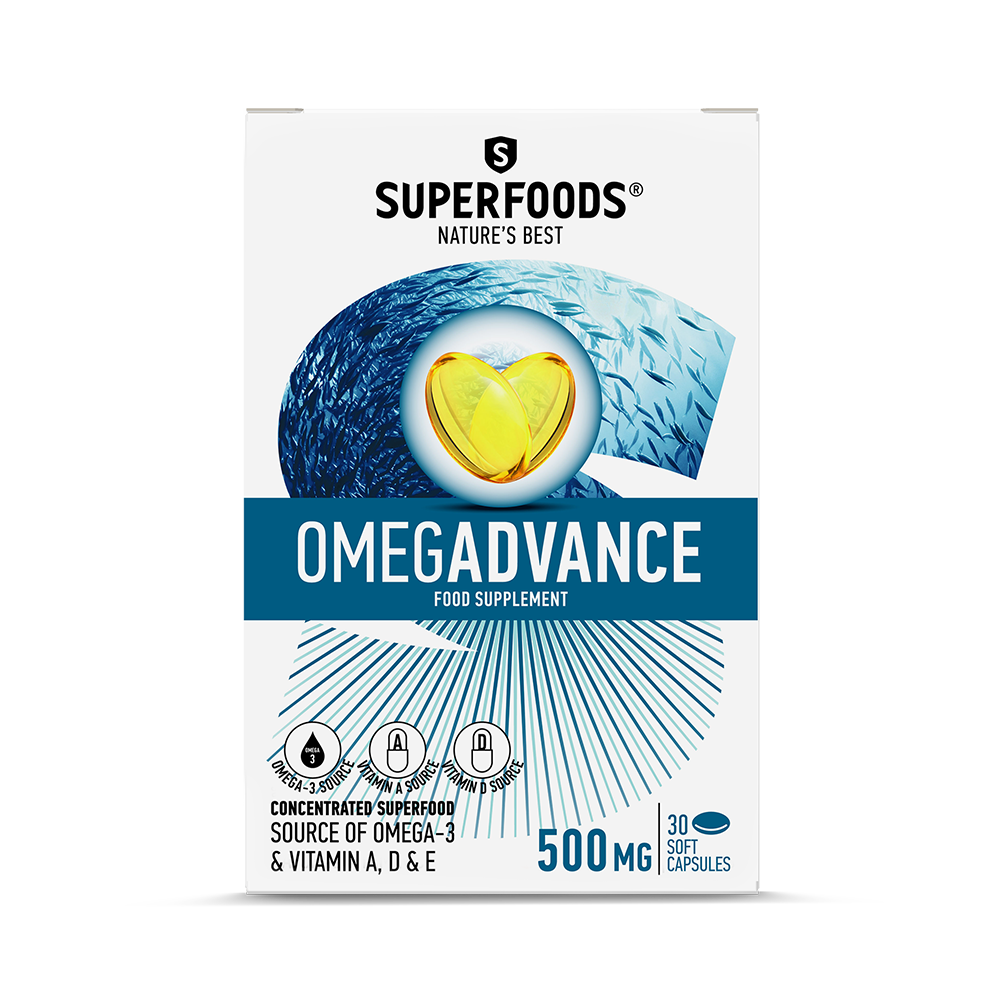 S
SUPERFOODS®
NATURE'S BEST
OMEGADVANCE
FOOD SUPPLEMENT
OMEGA
3
OMEGA-3 SOURCE
A
VITAMIN A SOURCE
D
VITAMIN D SOURCE
CONCENTRATED SUPERFOOD
SOURCE OF OMEGA-3
& VITAMIN A, D & E
500 MG
30
SOFT
CAPSULES